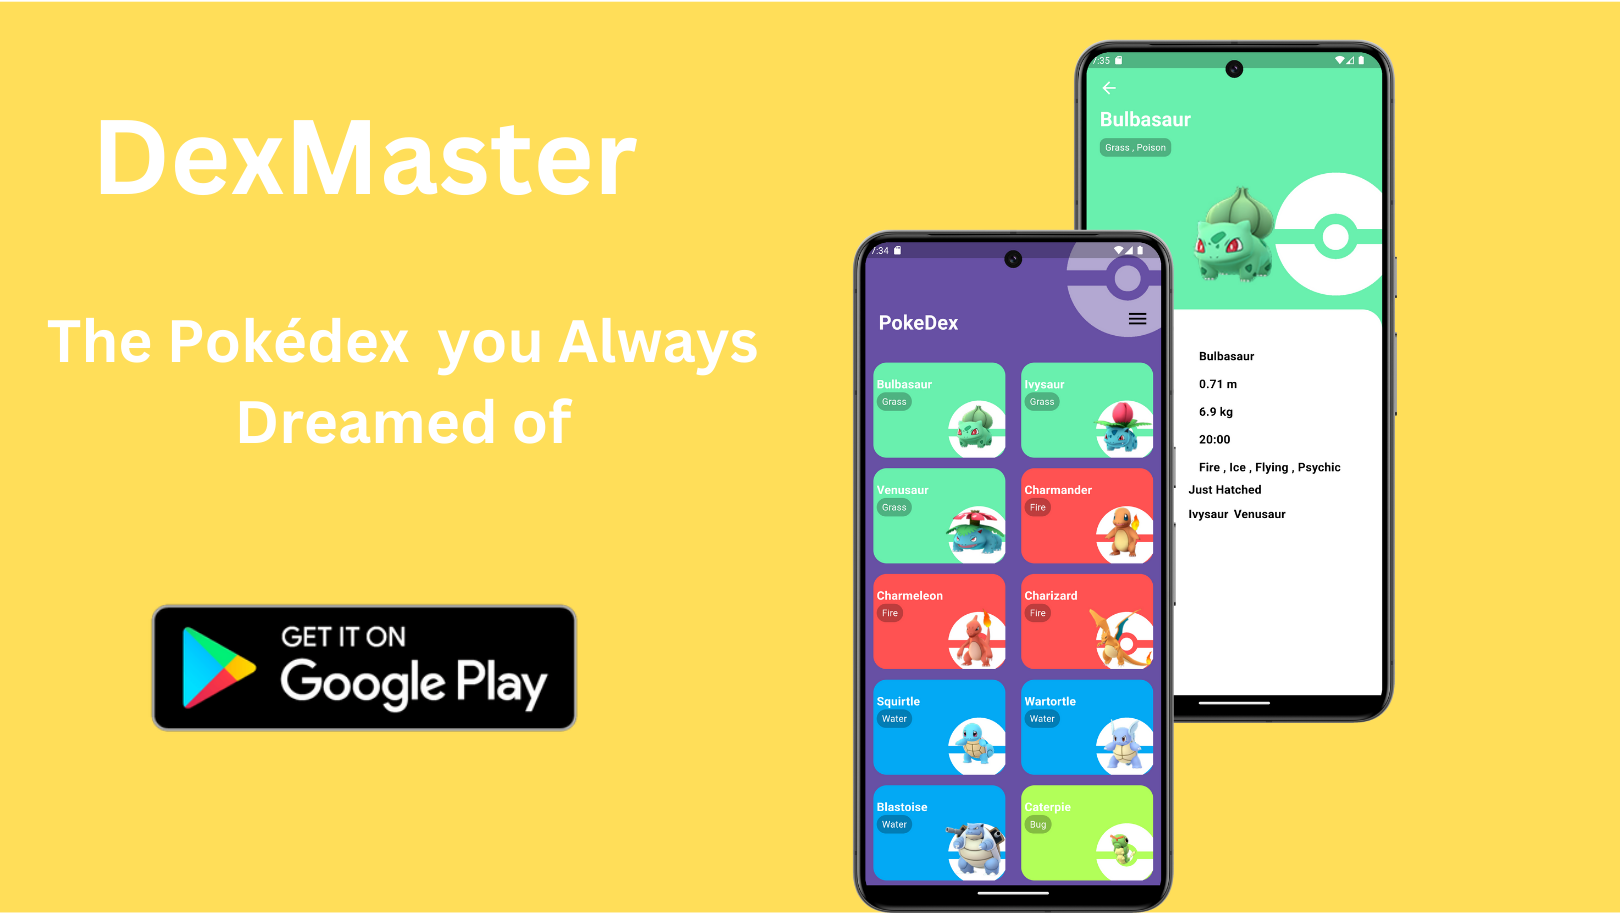 DexMaster
The Pokédex you Always
Dreamed of
GET IT ON
Google Play
7:34
PokeDex
Bulbasaur
Grass
Ivysaur
Grass
Venusaur
Grass
Charmander
Fire
Charmeleon
Fire
Charizard
Fire
Squirtle
Water
Wartortle
Water
Blastoise
Water
Caterpie
Bug
7:35
Bulbasaur
Grass , Poison
Bulbasaur
0.71 m
6.9 kg
20:00
Fire , Ice , Flying , Psychic
Just Hatched
Ivysaur Venusaur